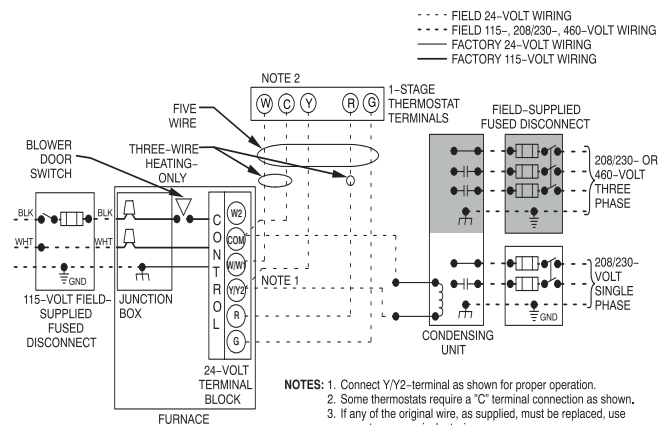 FIELD 24-VOLT WIRING
FIELD 115-, 208/230-, 460-VOLT WIRING
FACTORY 24-VOLT WIRING
FACTORY 115-VOLT WIRING
NOTE 2
W C Y R G
1-STAGE
THERMOSTAT
TERMINALS
FIVE
WIRE
THREE-WIRE
HEATING-
ONLY
BLOWER
DOOR
SWITCH
FIELD-SUPPLIED
FUSED DISCONNECT
208/230- OR
460-VOLT
THREE
PHASE
BLK
BLK
WHT
WHT
GND
CONTROL
W2
COM
W/W1
Y/Y2
R
G
NOTE 1
115-VOLT FIELD-
SUPPLIED
FUSED
DISCONNECT
JUNCTION
BOX
24-VOLT
TERMINAL
BLOCK
FURNACE
208/230-
VOLT
SINGLE
PHASE
GND
CONDENSING
UNIT
NOTES: 1. Connect Y/Y2-terminal as shown for proper operation.
2. Some thermostats require a "C" terminal connection as shown.
3. If any of the original wire, as supplied, must be replaced, use